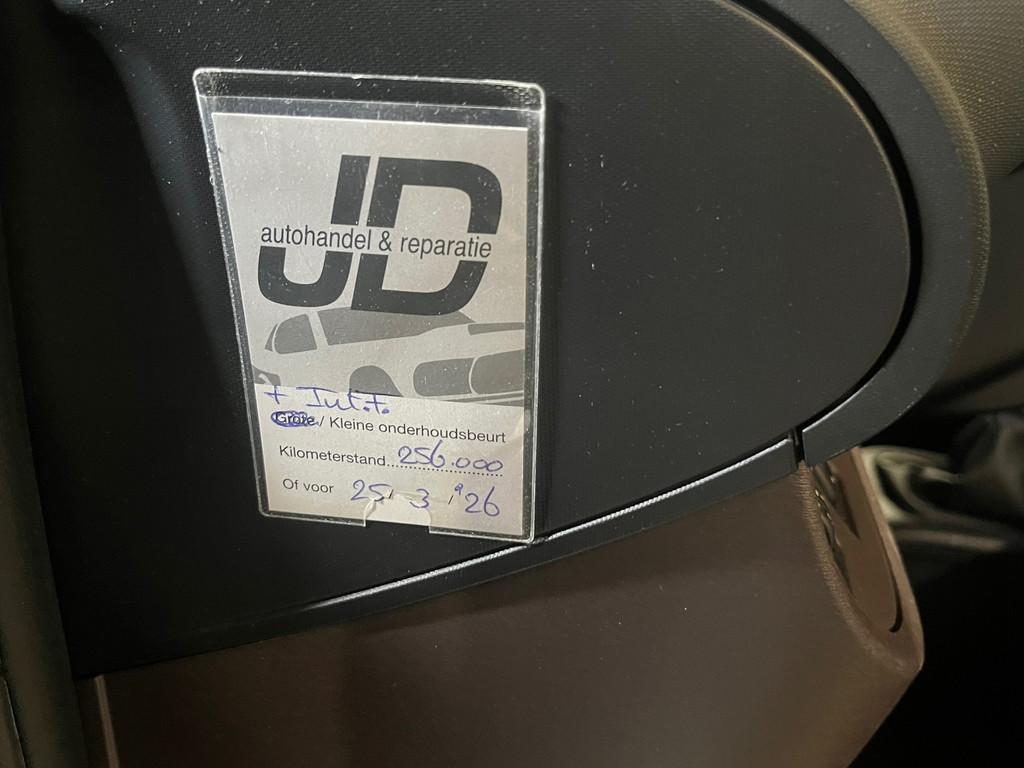 JD
autohandel & reparatie
+ Int.t.
Grote / Kleine onderhoudsbeurt
Kilometerstand 256.000
Of voor 25 / 3 / '26